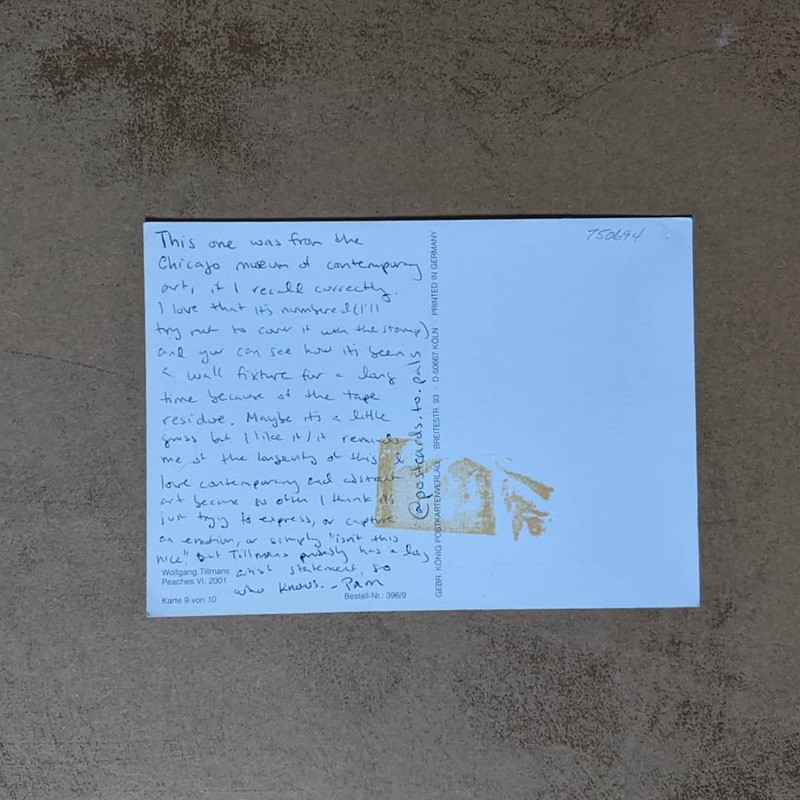 This one was from the
Chicago museum of contemporary
art, if I recall correctly.
I love that it's numbered (I'll
try not to cover it with the stamp)
and you can see how it's been
a wall fixture for a long
time because of the tape
residue. Maybe it's a little
gross but I like it / it reminds
me of the longevity of this. I
love contemporary and abstract
art because so often I think it's
just trying to express, or capture
an emotion, or simply "isn't this
nice." but Tillmans probably has a long
artist statement, so
who knows. - Pam
Wolfgang Tillmans
Peaches VI, 2001
Karte 9 von 10
Bestell-Nr.: 396/9
@postcards.to.pals
GEBR. KÖNIG POSTKARTENVERLAG BREITESTR. 93 D-50667 KÖLN PRINTED IN GERMANY
750694